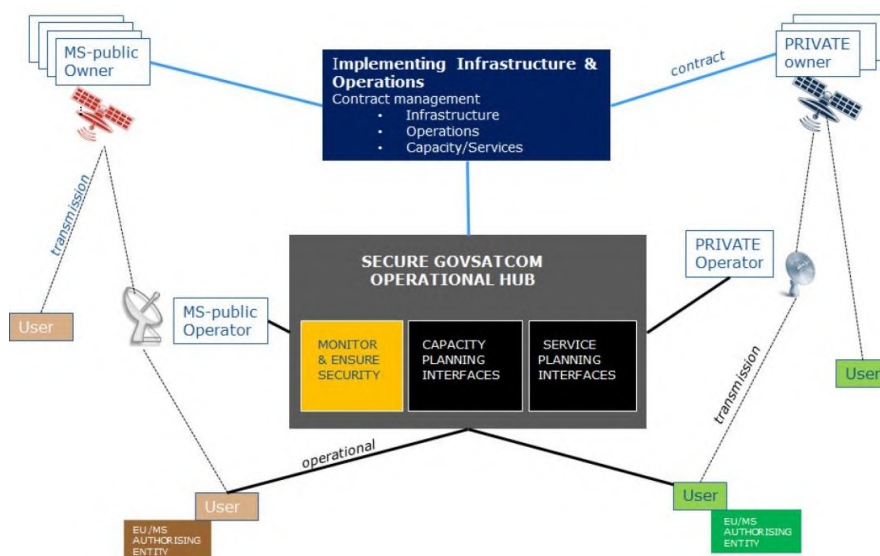 MS-public
Owner
Implementing Infrastructure &
Operations
Contract management
• Infrastructure
• Operations
• Capacity/Services
contract
PRIVATE
owner
transmission
SECURE GOVSATCOM
OPERATIONAL HUB
PRIVATE
Operator
User
MS-public
Operator
MONITOR
& ENSURE
SECURITY
CAPACITY
PLANNING
INTERFACES
SERVICE
PLANNING
INTERFACES
transmission
User
operational
User
User
EU/MS
AUTHORISING
ENTITY
EU/MS
AUTHORISING
ENTITY